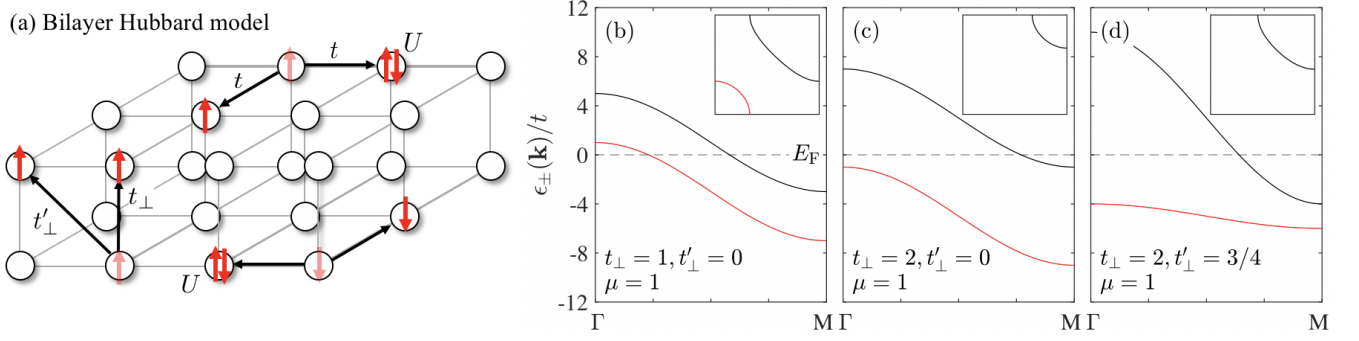 (a) Bilayer Hubbard model
t
U
t
t⊥
t′⊥
U
ϵ±(k)/t
12
8
4
0
-4
-8
-12
(b)
t⊥ = 1, t′⊥ = 0
μ = 1
Γ
M
(c)
E_F
t⊥ = 2, t′⊥ = 0
μ = 1
Γ
M
(d)
t⊥ = 2, t′⊥ = 3/4
μ = 1
Γ
M